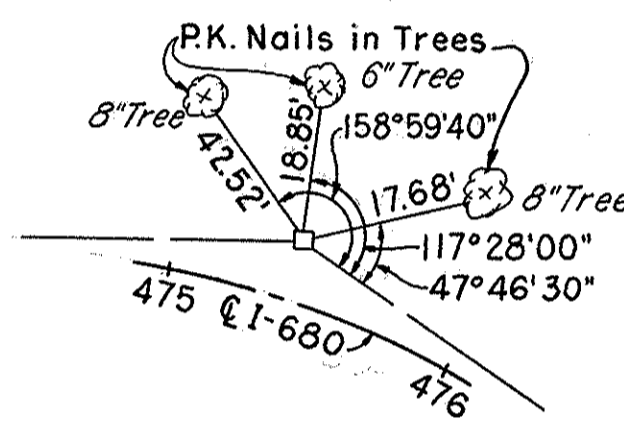 P.K. Nails in Trees
6" Tree
8" Tree
42.52'
18.85'
158°59'40"
17.68'
8" Tree
117°28'00"
47°46'30"
475
℄ I-680
476